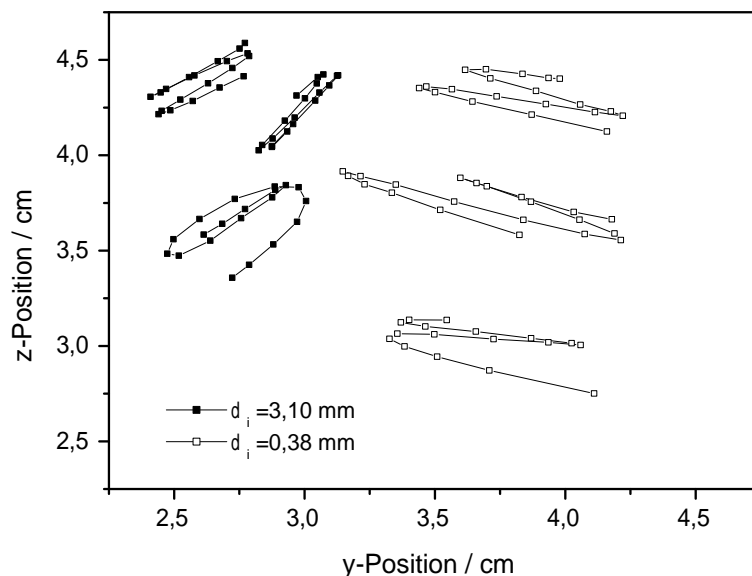 4,5
4,0
3,5
3,0
2,5
z-Position / cm
d i =3,10 mm
d i =0,38 mm
2,5 3,0 3,5 4,0 4,5
y-Position / cm